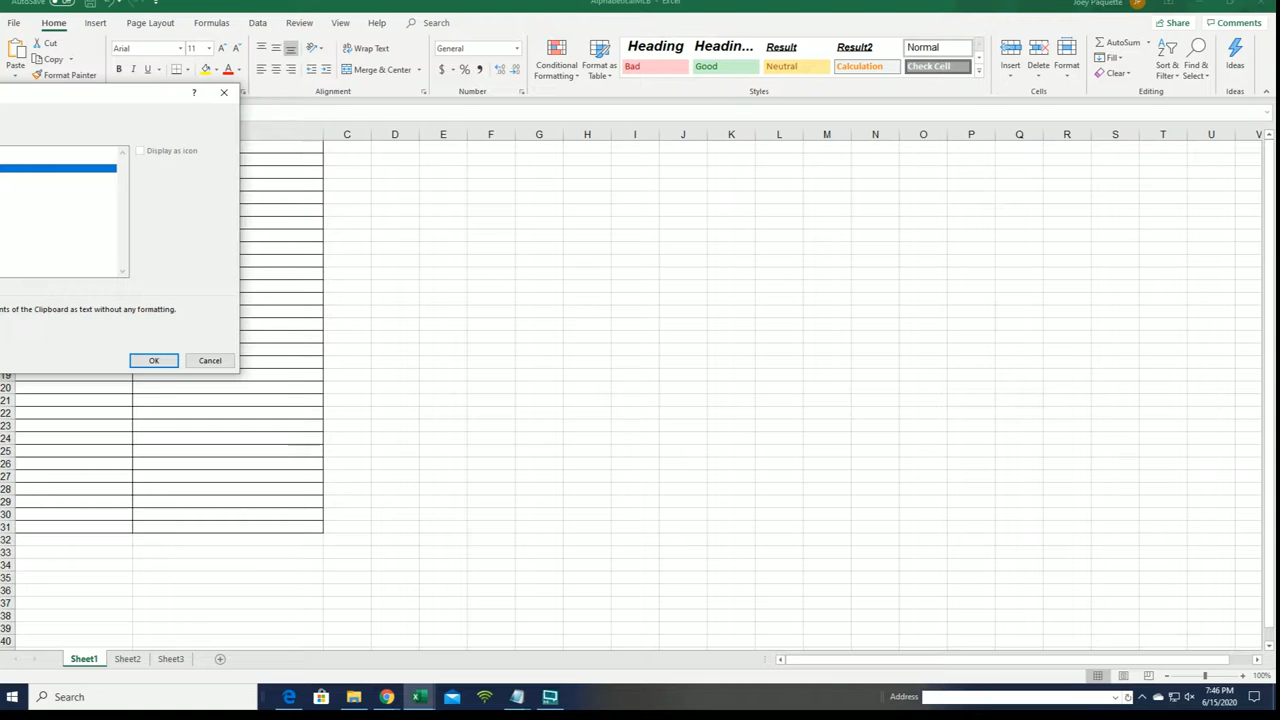 AutoSave
AlphabeticalMLB - Excel
Joey Paquette JP
File Home Insert Page Layout Formulas Data Review View Help Search Share Comments
Paste Cut Copy Format Painter
Arial 11
Wrap Text
Merge & Center
Alignment
General
Number
Conditional Formatting
Format as Table
Heading Headin... Result Result2 Normal
Bad Good Neutral Calculation Check Cell
Styles
Insert Delete Format
Cells
AutoSum
Fill
Clear
Sort & Filter
Find & Select
Editing
Ideas
Ideas
C D E F G H I J K L M N O P Q R S T U V
?
Display as icon
nts of the Clipboard as text without any formatting.
OK Cancel
19
20
21
22
23
24
25
26
27
28
29
30
31
32
33
34
35
36
37
38
39
40
Sheet1 Sheet2 Sheet3
100%
Search
Address
7:46 PM
6/15/2020